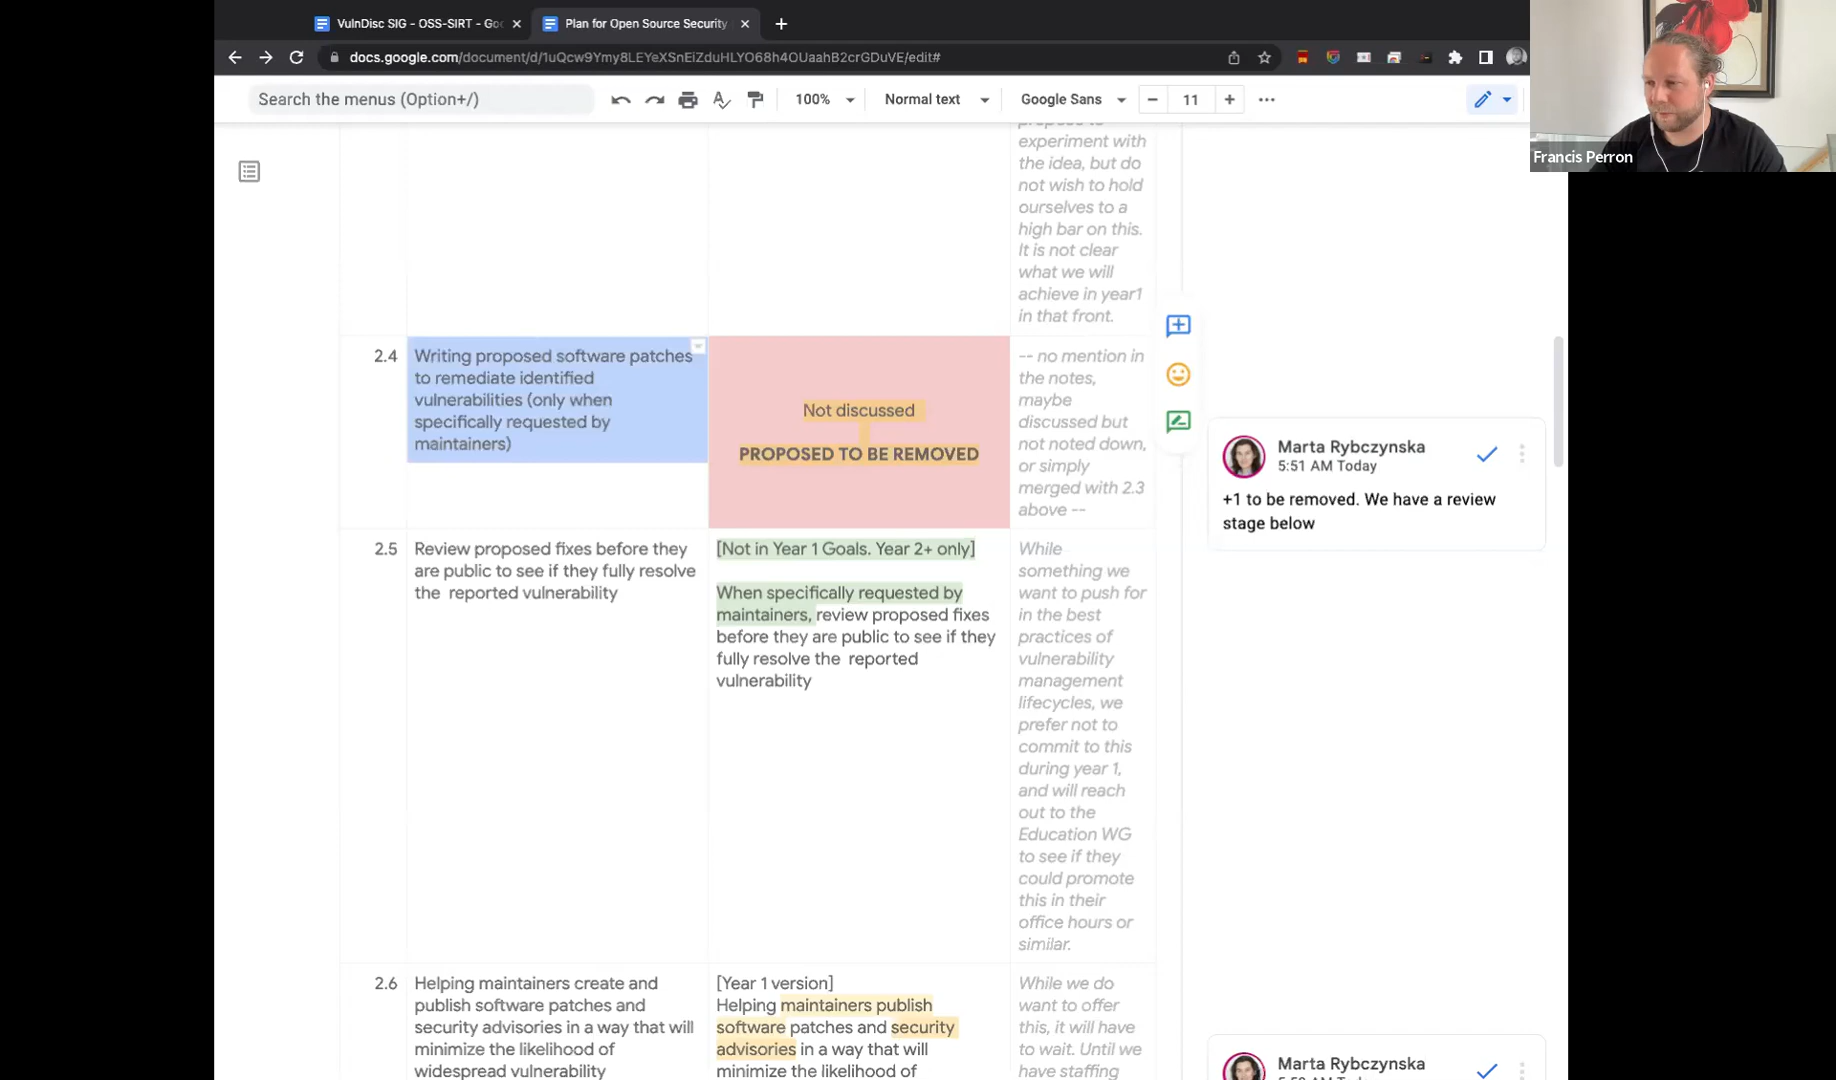 VulnDisc SIG - OSS-SIRT - Goo
Plan for Open Source Security
docs.google.com/document/d/1uQcw9Ymy8LEYeXSnEiZduHLYO68h4OUaahB2crGDuVE/edit#
Search the menus (Option+/)
100%
Normal text
Google Sans
11
Francis Perron
experiment with
the idea, but do
not wish to hold
ourselves to a
high bar on this.
It is not clear
what we will
achieve in year1
in that front.
2.4
Writing proposed software patches
to remediate identified
vulnerabilities (only when
specifically requested by
maintainers)
Not discussed
PROPOSED TO BE REMOVED
-- no mention in
the notes,
maybe
discussed but
not noted down,
or simply
merged with 2.3
above --
Marta Rybczynska
5:51 AM Today
+1 to be removed. We have a review
stage below
2.5
Review proposed fixes before they
are public to see if they fully resolve
the reported vulnerability
[Not in Year 1 Goals. Year 2+ only]
When specifically requested by
maintainers, review proposed fixes
before they are public to see if they
fully resolve the reported
vulnerability
While
something we
want to push for
in the best
practices of
vulnerability
management
lifecycles, we
prefer not to
commit to this
during year 1,
and will reach
out to the
Education WG
to see if they
could promote
this in their
office hours or
similar.
2.6
Helping maintainers create and
publish software patches and
security advisories in a way that will
minimize the likelihood of
widespread vulnerability
[Year 1 version]
Helping maintainers publish
software patches and security
advisories in a way that will
minimize the likelihood of
While we do
want to offer
this, it will have
to wait. Until we
have staffing
Marta Rybczynska